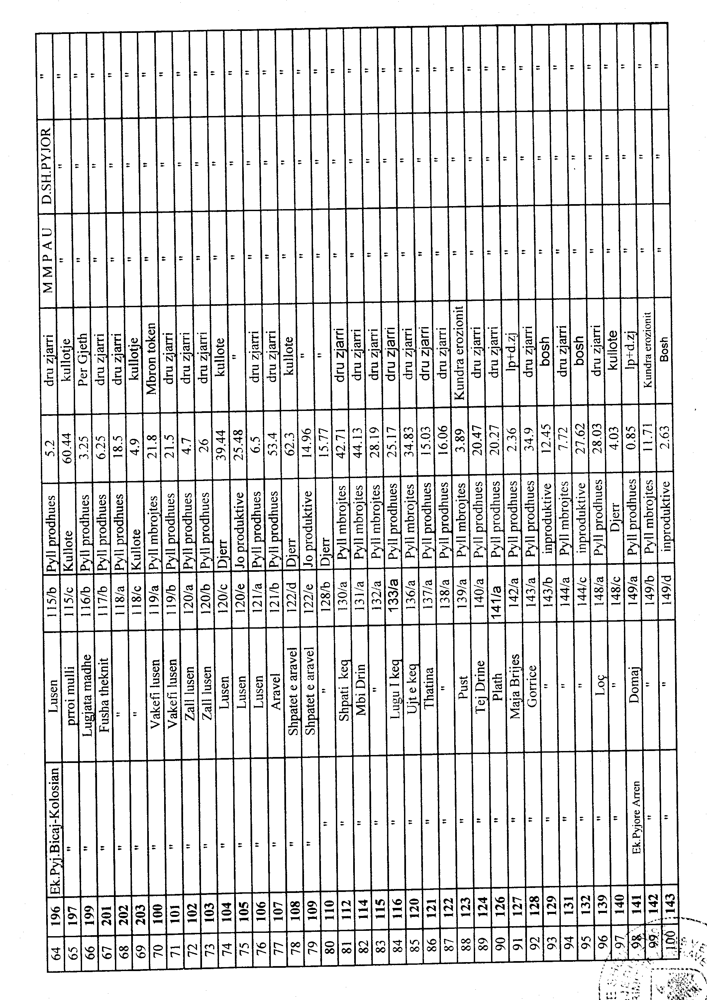 64 196 Ek.Pyj.Bicaj-Kolosian Lusen 115/b Pyll prodhues 5.2 dru zjarri M M P A U D.SH.PYJOR "
65 197 " prroi mulli 115/c Kullote 60.44 kullotje " " "
66 199 " Lugjata madhe 116/b Pyll prodhues 3.25 Per Gjeth " " "
67 201 " Fusha theknit 117/b Pyll prodhues 6.25 dru zjarri " " "
68 202 " " 118/a Pyll prodhues 18.5 dru zjarri " " "
69 203 " " 118/c Kullote 4.9 kullotje " " "
70 100 " Vakefi lusen 119/a Pyll mbrojtes 21.8 Mbron token " " "
71 101 " Vakefi lusen 119/b Pyll prodhues 21.5 dru zjarri " " "
72 102 " Zall lusen 120/a Pyll prodhues 4.7 dru zjarri " " "
73 103 " Zall lusen 120/b Pyll prodhues 26 dru zjarri " " "
74 104 " Lusen 120/c Djerr 39.44 kullote " " "
75 105 " Lusen 120/e Jo produktive 25.48 " " " "
76 106 " Lusen 121/a Pyll prodhues 6.5 dru zjarri " " "
77 107 " Aravel 121/b Pyll prodhues 53.4 dru zjarri " " "
78 108 " Shpatet e aravel 122/d Djerr 62.3 kullote " " "
79 109 " Shpatet e aravel 122/e Jo produktive 14.96 " " " "
80 110 " " 128/b Djerr 15.77 " " " "
81 112 " Shpati keq 130/a Pyll mbrojtes 42.71 dru zjarri " " "
82 114 " Mbi Drin 131/a Pyll mbrojtes 44.13 dru zjarri " " "
83 115 " " 132/a Pyll mbrojtes 28.19 dru zjarri " " "
84 116 " Lugu I keq 133/a Pyll prodhues 25.17 dru zjarri " " "
85 120 " Ujt e keq 136/a Pyll mbrojtes 34.83 dru zjarri " " "
86 121 " Thatina 137/a Pyll prodhues 15.03 dru zjarri " " "
87 122 " " 138/a Pyll prodhues 16.06 dru zjarri " " "
88 123 " Pust 139/a Pyll mbrojtes 3.89 Kundra erozionit " " "
89 124 " Tej Drine 140/a Pyll prodhues 20.47 dru zjarri " " "
90 126 " Plath 141/a Pyll prodhues 20.27 dru zjarri " " "
91 127 " Maja Brijes 142/a Pyll prodhues 2.36 lp+d.zj " " "
92 128 " Gorrice 143/a Pyll prodhues 34.9 dru zjarri " " "
93 129 " " 143/b inproduktive 12.45 bosh " " "
94 131 " " 144/a Pyll mbrojtes 7.72 dru zjarri " " "
95 132 " " 144/c inproduktive 27.62 bosh " " "
96 139 " Loç 148/a Pyll prodhues 28.03 dru zjarri " " "
97 140 " " 148/c Djerr 4.03 kullote " " "
98 141 Ek.Pyjore Arren Domaj 149/a Pyll prodhues 0.85 lp+d.zj " " "
99 142 " " 149/b Pyll mbrojtes 11.71 Kundra erozionit " " "
100 143 " " 149/d inproduktive 2.63 Bosh " " "